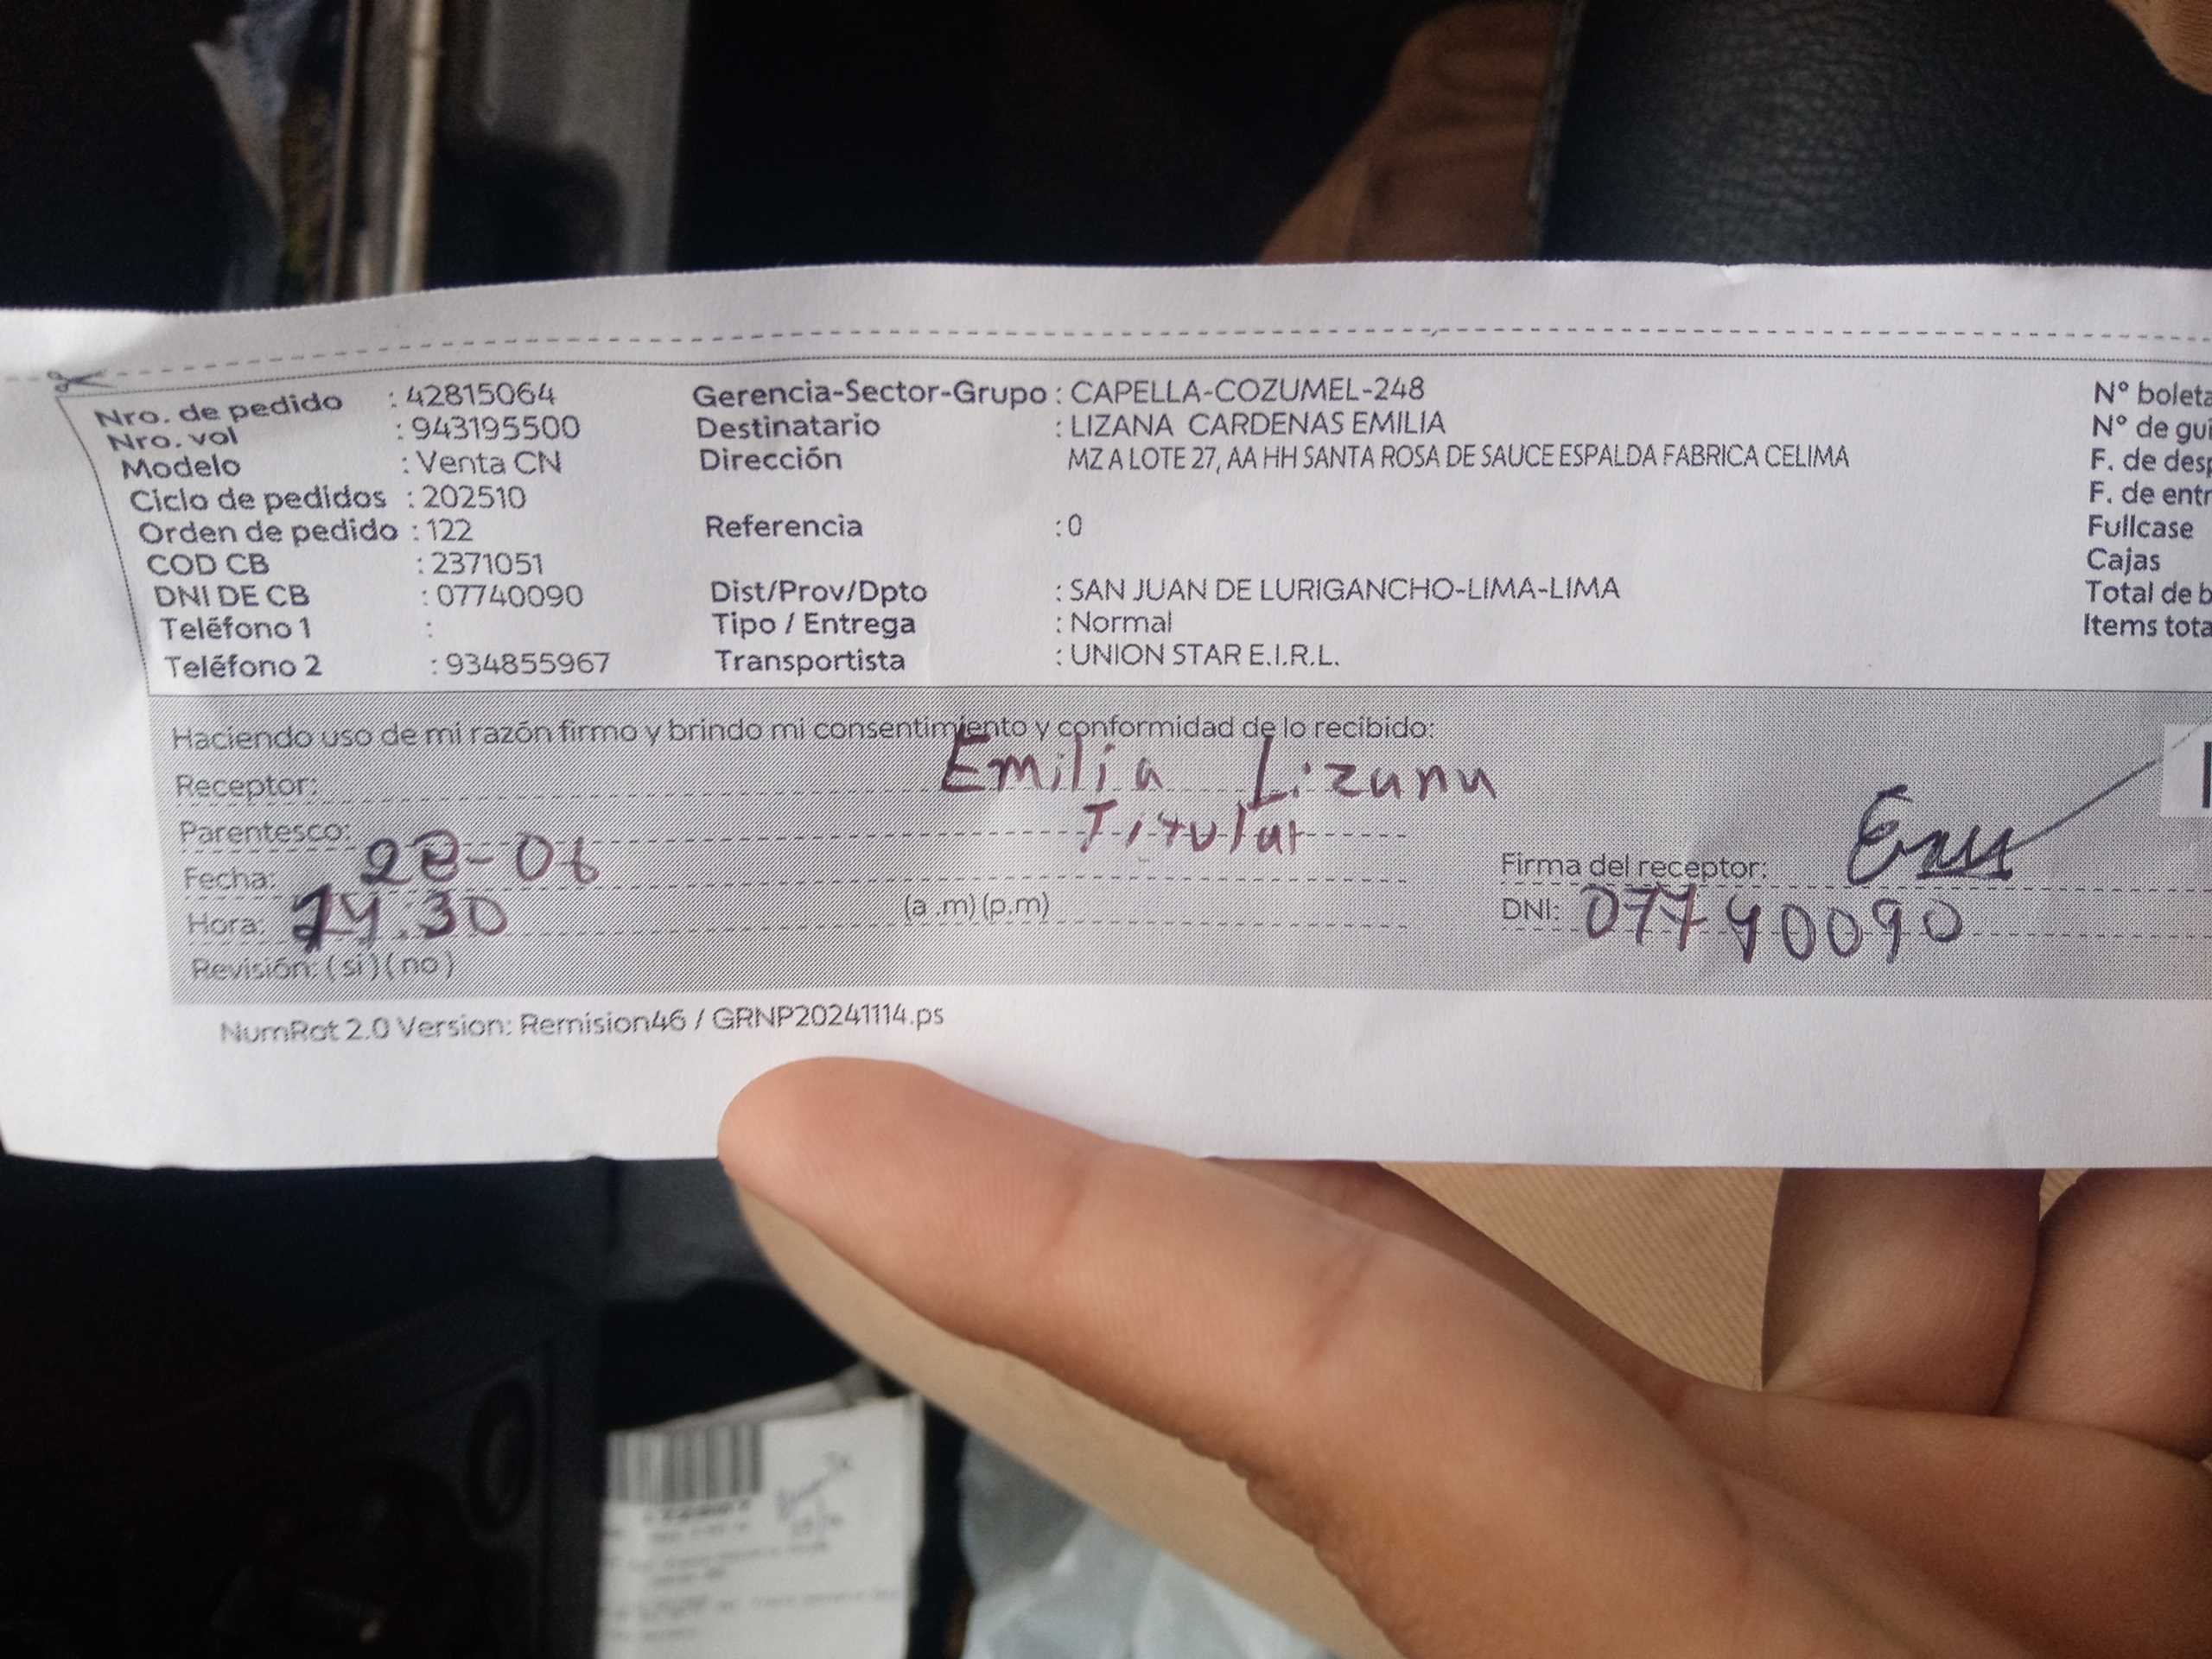 Nro. de pedido : 42815064
Nro. vol : 943195500
Modelo : Venta CN
Ciclo de pedidos : 202510
Orden de pedido : 122
COD CB : 2371051
DNI DE CB : 07740090
Teléfono 1 :
Teléfono 2 : 934855967
Gerencia-Sector-Grupo : CAPELLA-COZUMEL-248
Destinatario : LIZANA CARDENAS EMILIA
Dirección MZ A LOTE 27, AA HH SANTA ROSA DE SAUCE ESPALDA FABRICA CELIMA
Referencia : 0
Dist/Prov/Dpto : SAN JUAN DE LURIGANCHO-LIMA-LIMA
Tipo / Entrega : Normal
Transportista : UNION STAR E.I.R.L.
N° boleta
N° de gui
F. de desp
F. de entr
Fullcase
Cajas
Total de b
Items tota
Haciendo uso de mi razón firmo y brindo mi consentimiento y conformidad de lo recibido:
Receptor: Emilia Lizana
Parentesco: Titular
Fecha: 28-06
Hora: 14:30 (a .m) (p.m)
Revisión: ( si ) ( no )
Firma del receptor:
DNI: 07740090
NumRot 2.0 Version: Remision46 / GRNP20241114.ps